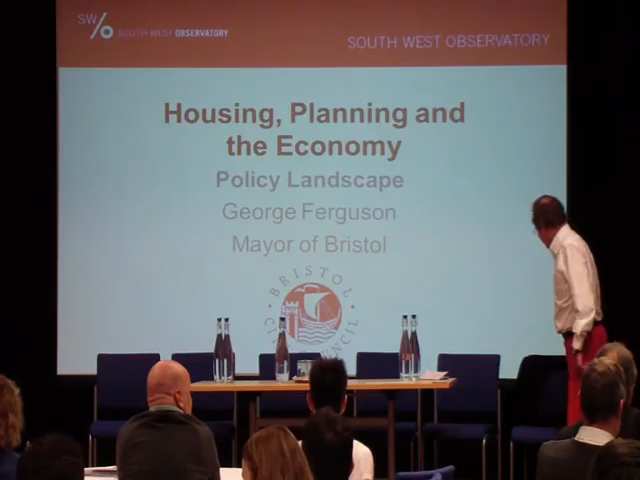 SW/o SOUTH WEST OBSERVATORY
SOUTH WEST OBSERVATORY
Housing, Planning and
the Economy
Policy Landscape
George Ferguson
Mayor of Bristol
BRISTOL
CITY COUNCIL